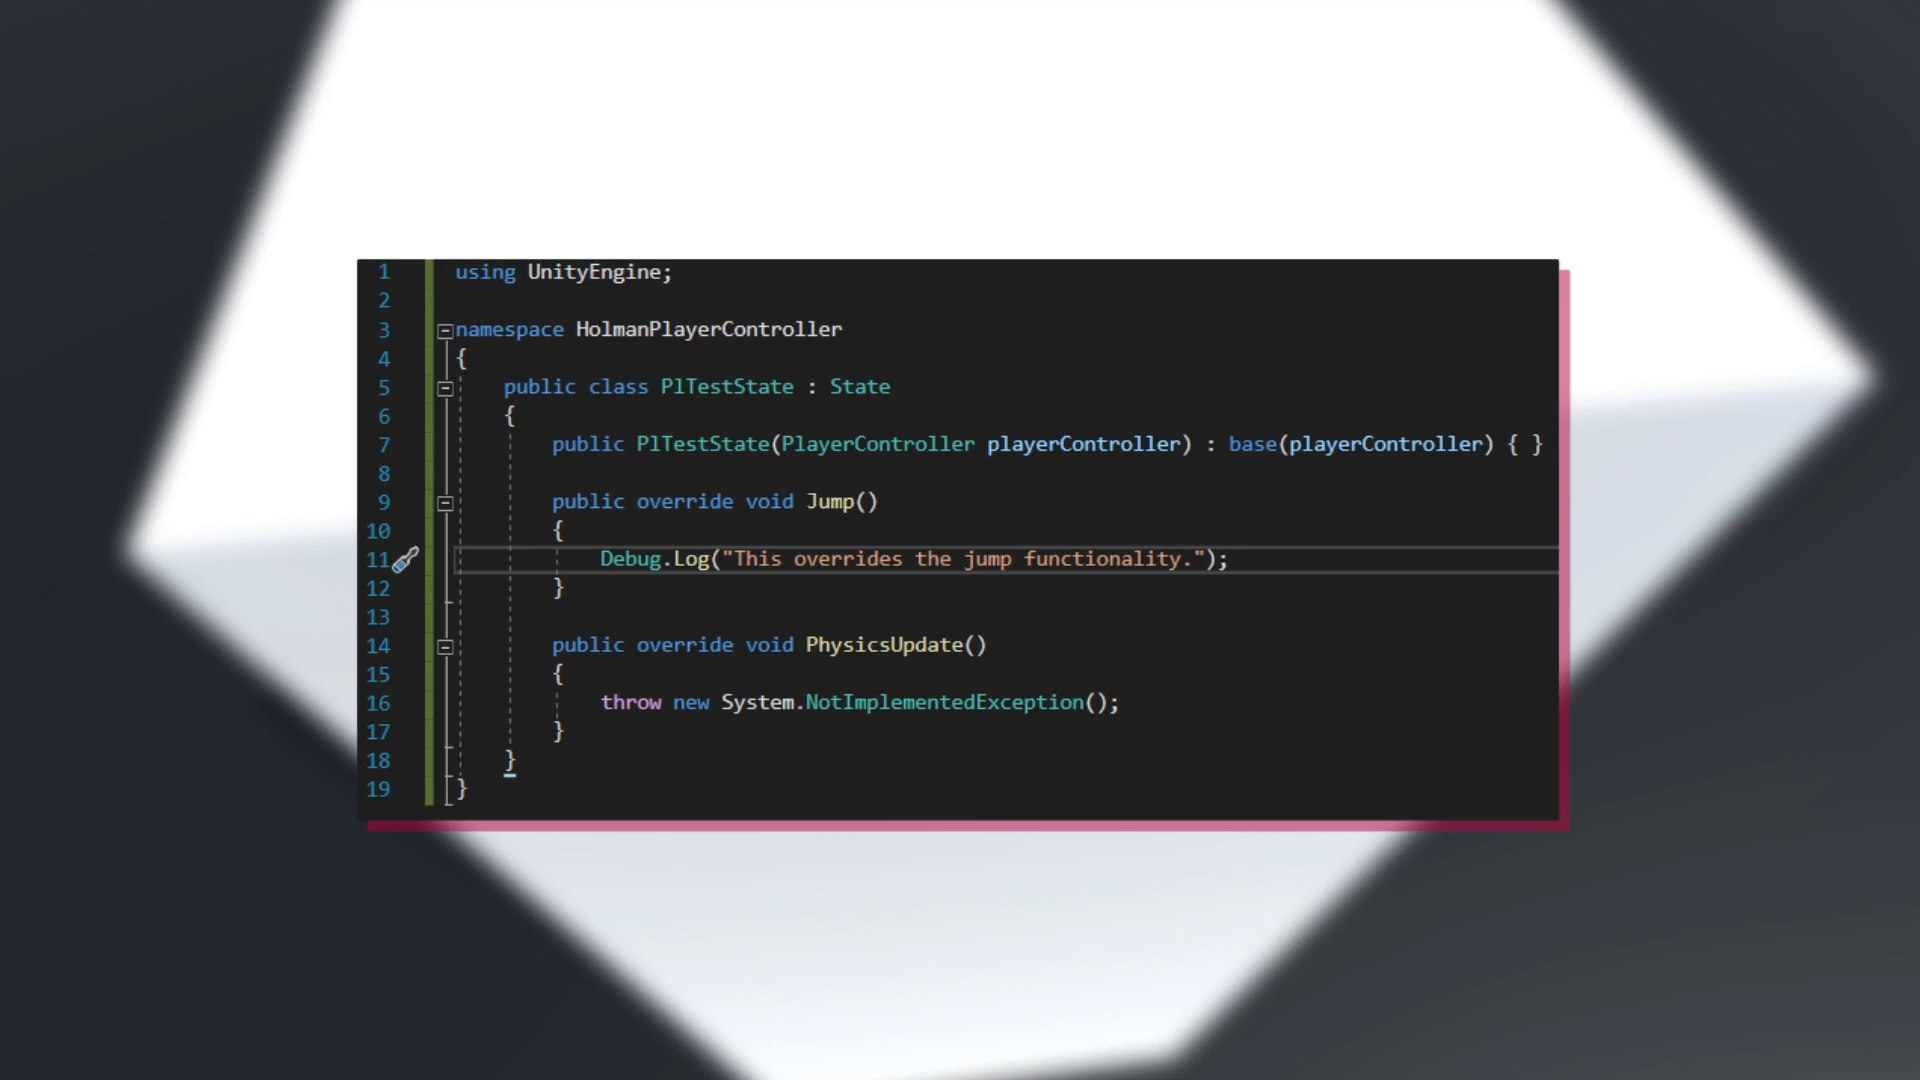 1 using UnityEngine;
2
3 namespace HolmanPlayerController
4 {
5 public class PlTestState : State
6 {
7 public PlTestState(PlayerController playerController) : base(playerController) { }
8
9 public override void Jump()
10 {
11 Debug.Log("This overrides the jump functionality.");
12 }
13
14 public override void PhysicsUpdate()
15 {
16 throw new System.NotImplementedException();
17 }
18 }
19 }